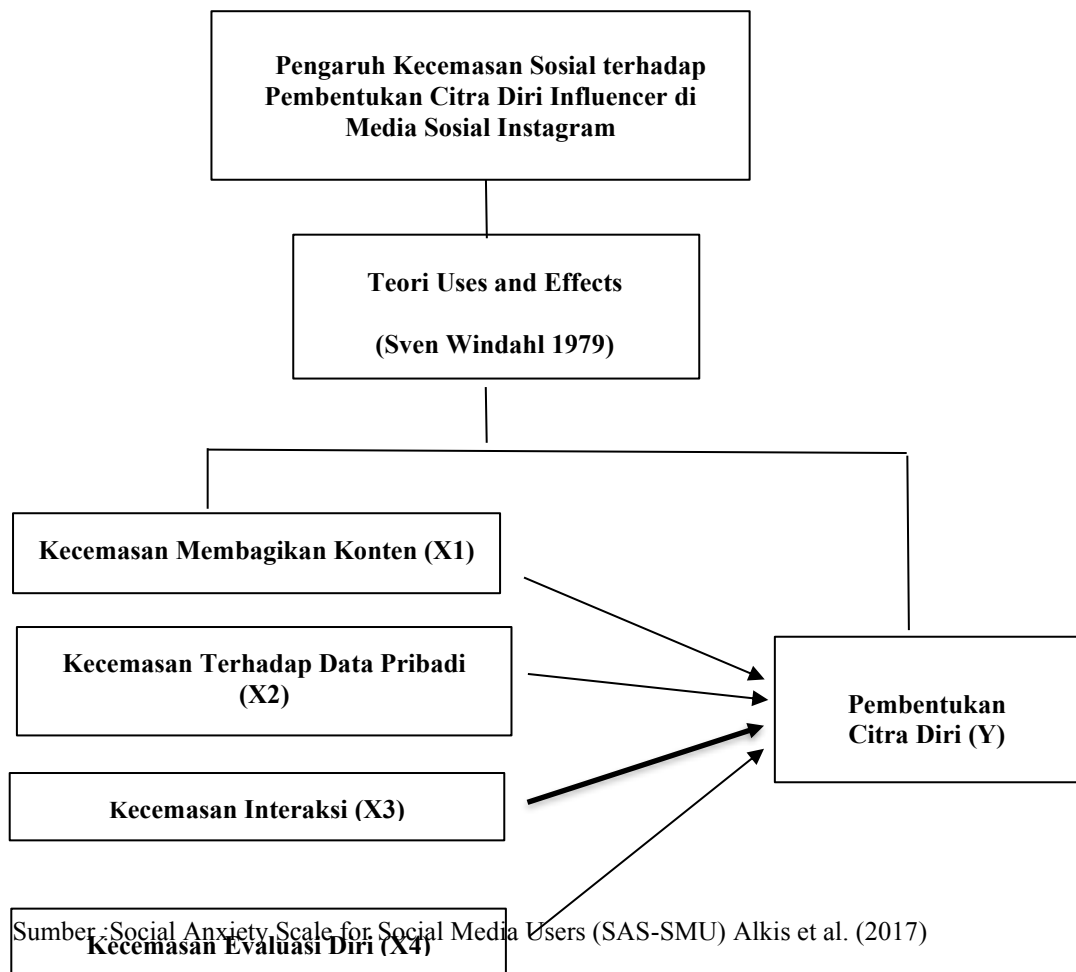 Pengaruh Kecemasan Sosial terhadap
Pembentukan Citra Diri Influencer di
Media Sosial Instagram
Teori Uses and Effects
(Sven Windahl 1979)
Kecemasan Membagikan Konten (X1)
Kecemasan Terhadap Data Pribadi
(X2)
Kecemasan Interaksi (X3)
Kecemasan Evaluasi Diri (X4)
Pembentukan
Citra Diri (Y)
Sumber :Social Anxiety Scale for Social Media Users (SAS-SMU) Alkis et al. (2017)